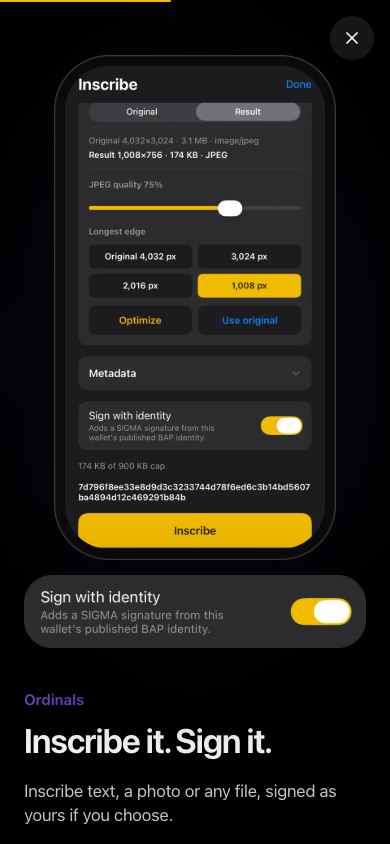 Inscribe
Done
Original
Result
Original 4,032×3,024 · 3.1 MB · image/jpeg
Result 1,008×756 · 174 KB · JPEG
JPEG quality 75%
Longest edge
Original 4,032 px
3,024 px
2,016 px
1,008 px
Optimize
Use original
Metadata
Sign with identity
Adds a SIGMA signature from this
wallet's published BAP identity.
174 KB of 900 KB cap
7d796f8ee33e8d9d3c3233744d78f6ed6c3b14bd5607
ba4894d12c469291b84b
Inscribe
Sign with identity
Adds a SIGMA signature from this
wallet's published BAP identity.
Ordinals
Inscribe it. Sign it.
Inscribe text, a photo or any file, signed as
yours if you choose.